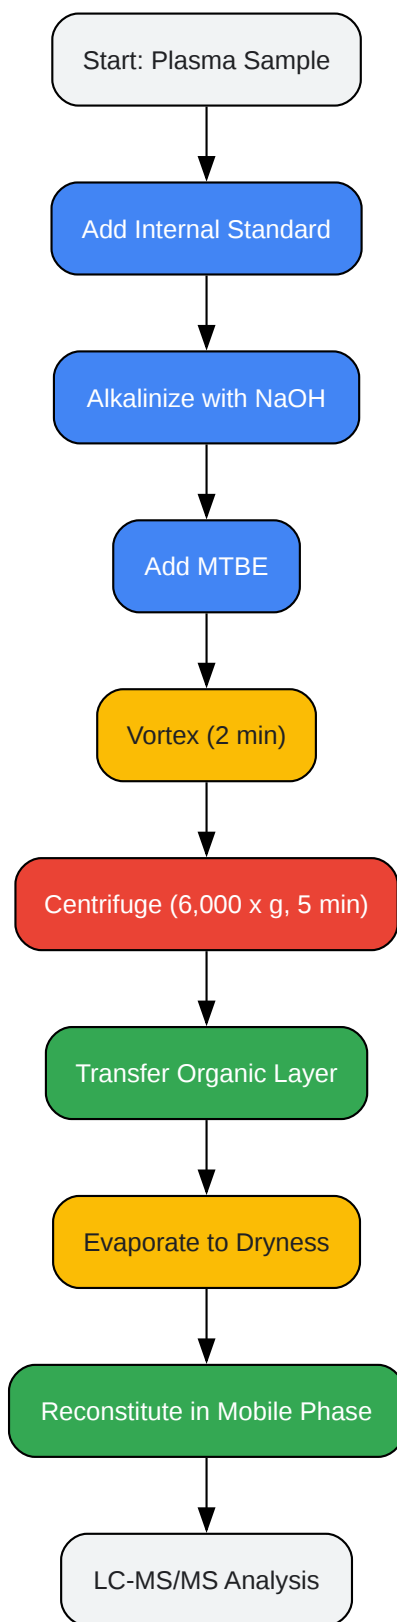 Start: Plasma Sample
Add Internal Standard
Alkalinize with NaOH
Add MTBE
Vortex (2 min)
Centrifuge (6,000 x g, 5 min)
Transfer Organic Layer
Evaporate to Dryness
Reconstitute in Mobile Phase
LC-MS/MS Analysis